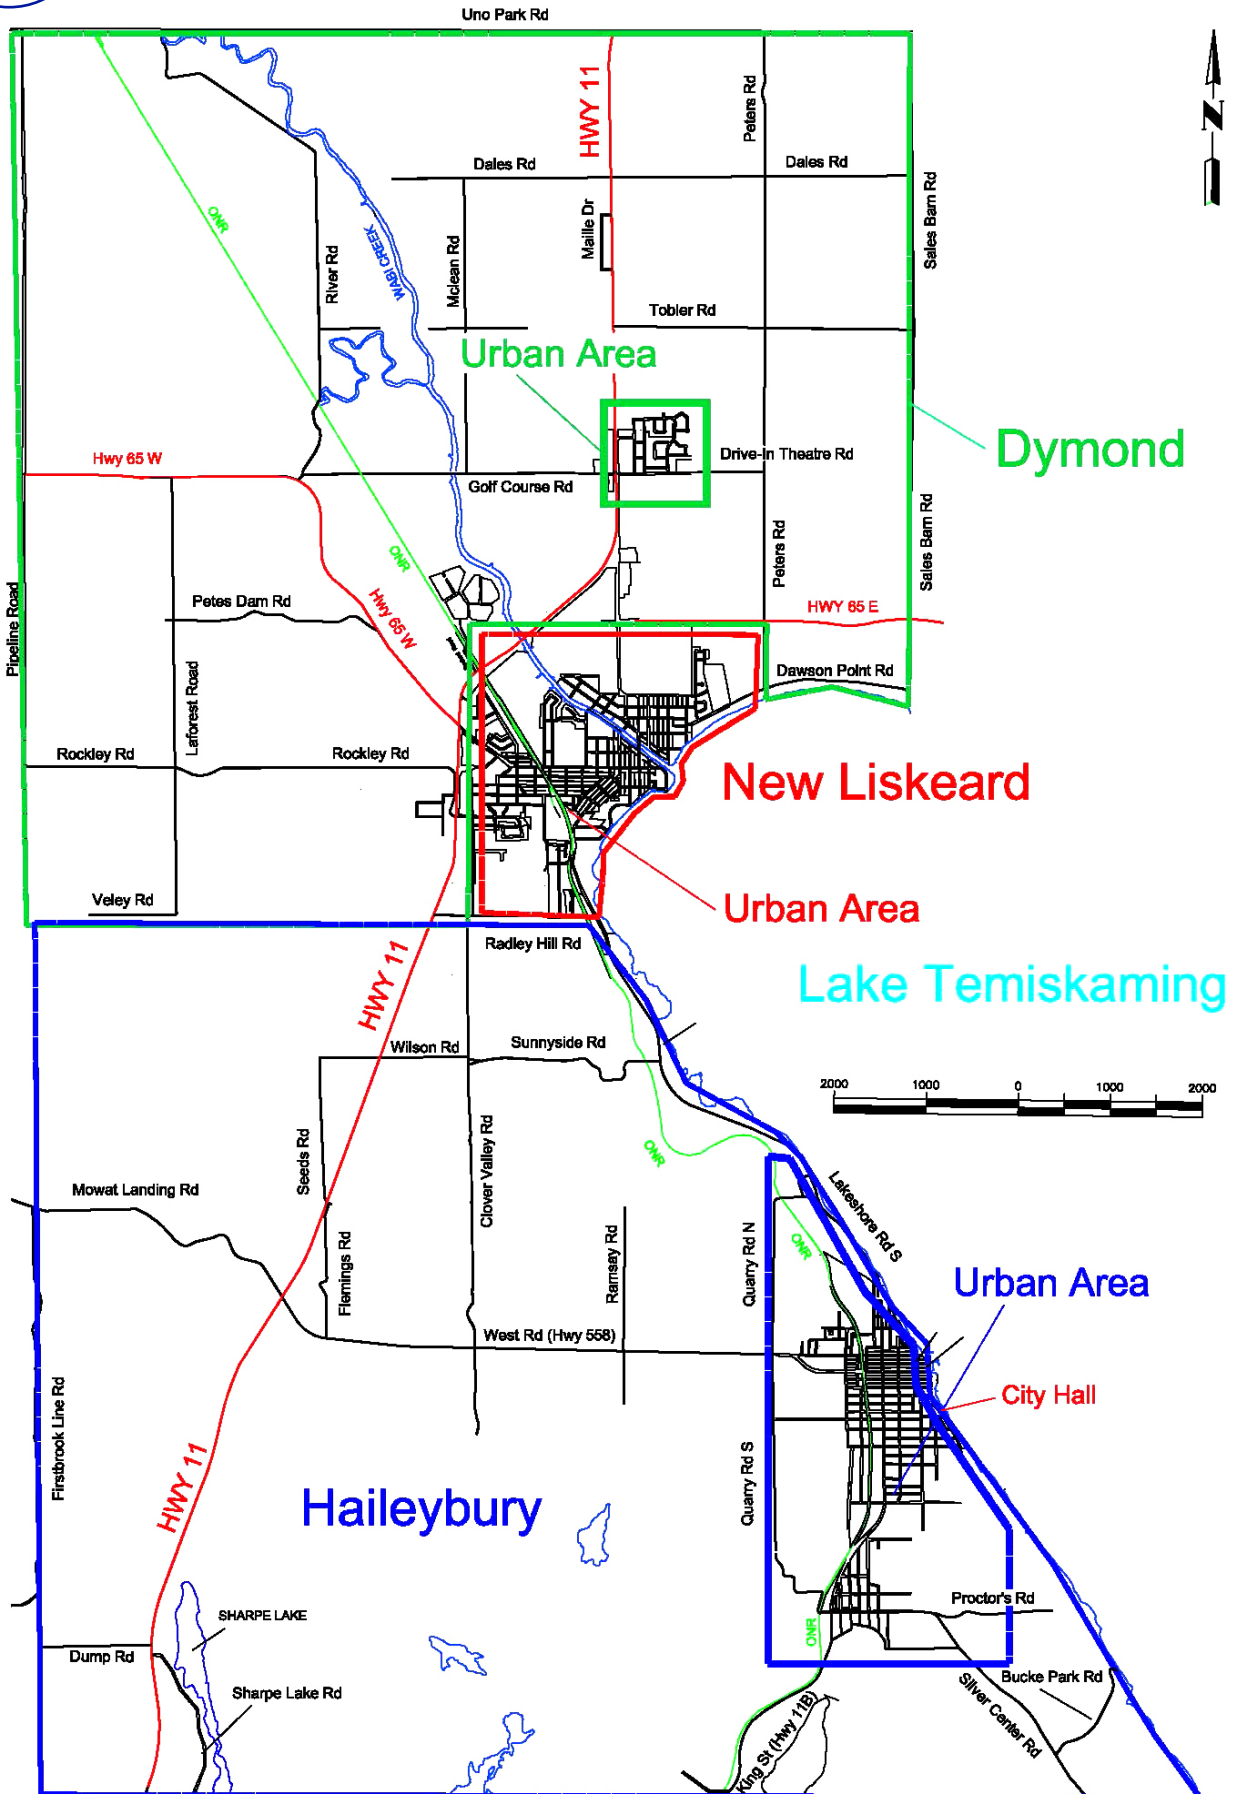 Uno Park Rd
HWY 11
Peters Rd
N
Dales Rd
Dales Rd
Sales Barn Rd
ONR
River Rd
WABI CREEK
Mclean Rd
Maille Dr
Tobler Rd
Urban Area
Dymond
Hwy 65 W
Drive-In Theatre Rd
Golf Course Rd
Sales Barn Rd
Peters Rd
ONR
Pipeline Road
Petes Dam Rd
Hwy 65 W
HWY 65 E
Dawson Point Rd
Laforest Road
Rockley Rd
Rockley Rd
New Liskeard
Veley Rd
Urban Area
Radley Hill Rd
HWY 11
Lake Temiskaming
Wilson Rd
Sunnyside Rd
2000
1000
0
1000
2000
Seeds Rd
Clover Valley Rd
ONR
Mowat Landing Rd
Lakeshore Rd S
Flemings Rd
Ramsay Rd
Quarry Rd N
ONR
Urban Area
West Rd (Hwy 558)
City Hall
Firstbrook Line Rd
HWY 11
Quarry Rd S
Haileybury
SHARPE LAKE
Proctor's Rd
ONR
Dump Rd
Sharpe Lake Rd
Bucke Park Rd
Silver Center Rd
King St (Hwy 11B)